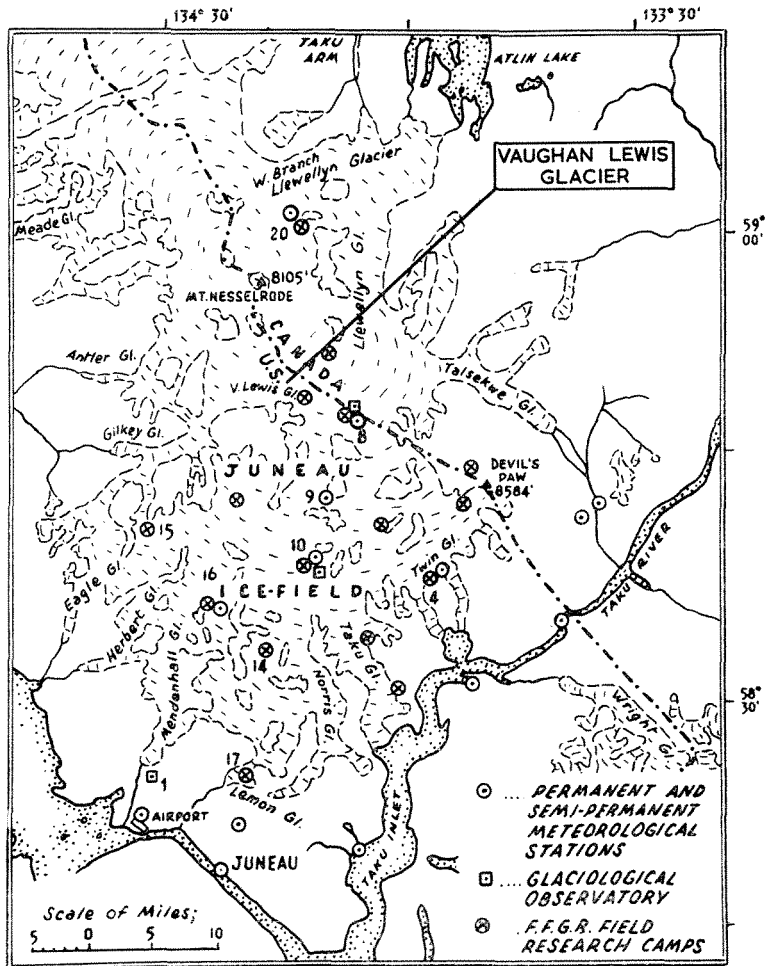 134° 30'
133° 30'
TAKU
ARM
ATLIN LAKE
VAUGHAN LEWIS
GLACIER
W. Branch
Llewellyn Glacier
Meade Gl.
20
59°
00'
8105'
MT. NESSELRODE
Llewellyn Gl.
CANADA
U.S.
Antler Gl.
V. Lewis Gl.
Talsekwe Gl.
Gilkey Gl.
8
JUNEAU
DEVIL'S
PAW
8584'
9
15
10
Twin Gl.
TAKU RIVER
Eagle Gl.
16
ICE-FIELD
4
Herbert Gl.
Mendanhall Gl.
14
Taku Gl.
Norris Gl.
58°
30'
Wright Gl.
17
1
Lemon Gl.
AIRPORT
TAKU INLET
JUNEAU
... PERMANENT AND
SEMI-PERMANENT
METEOROLOGICAL
STATIONS
.... GLACIOLOGICAL
OBSERVATORY
.F.F.G.R. FIELD
RESEARCH CAMPS
Scale of Miles;
5 0 5 10